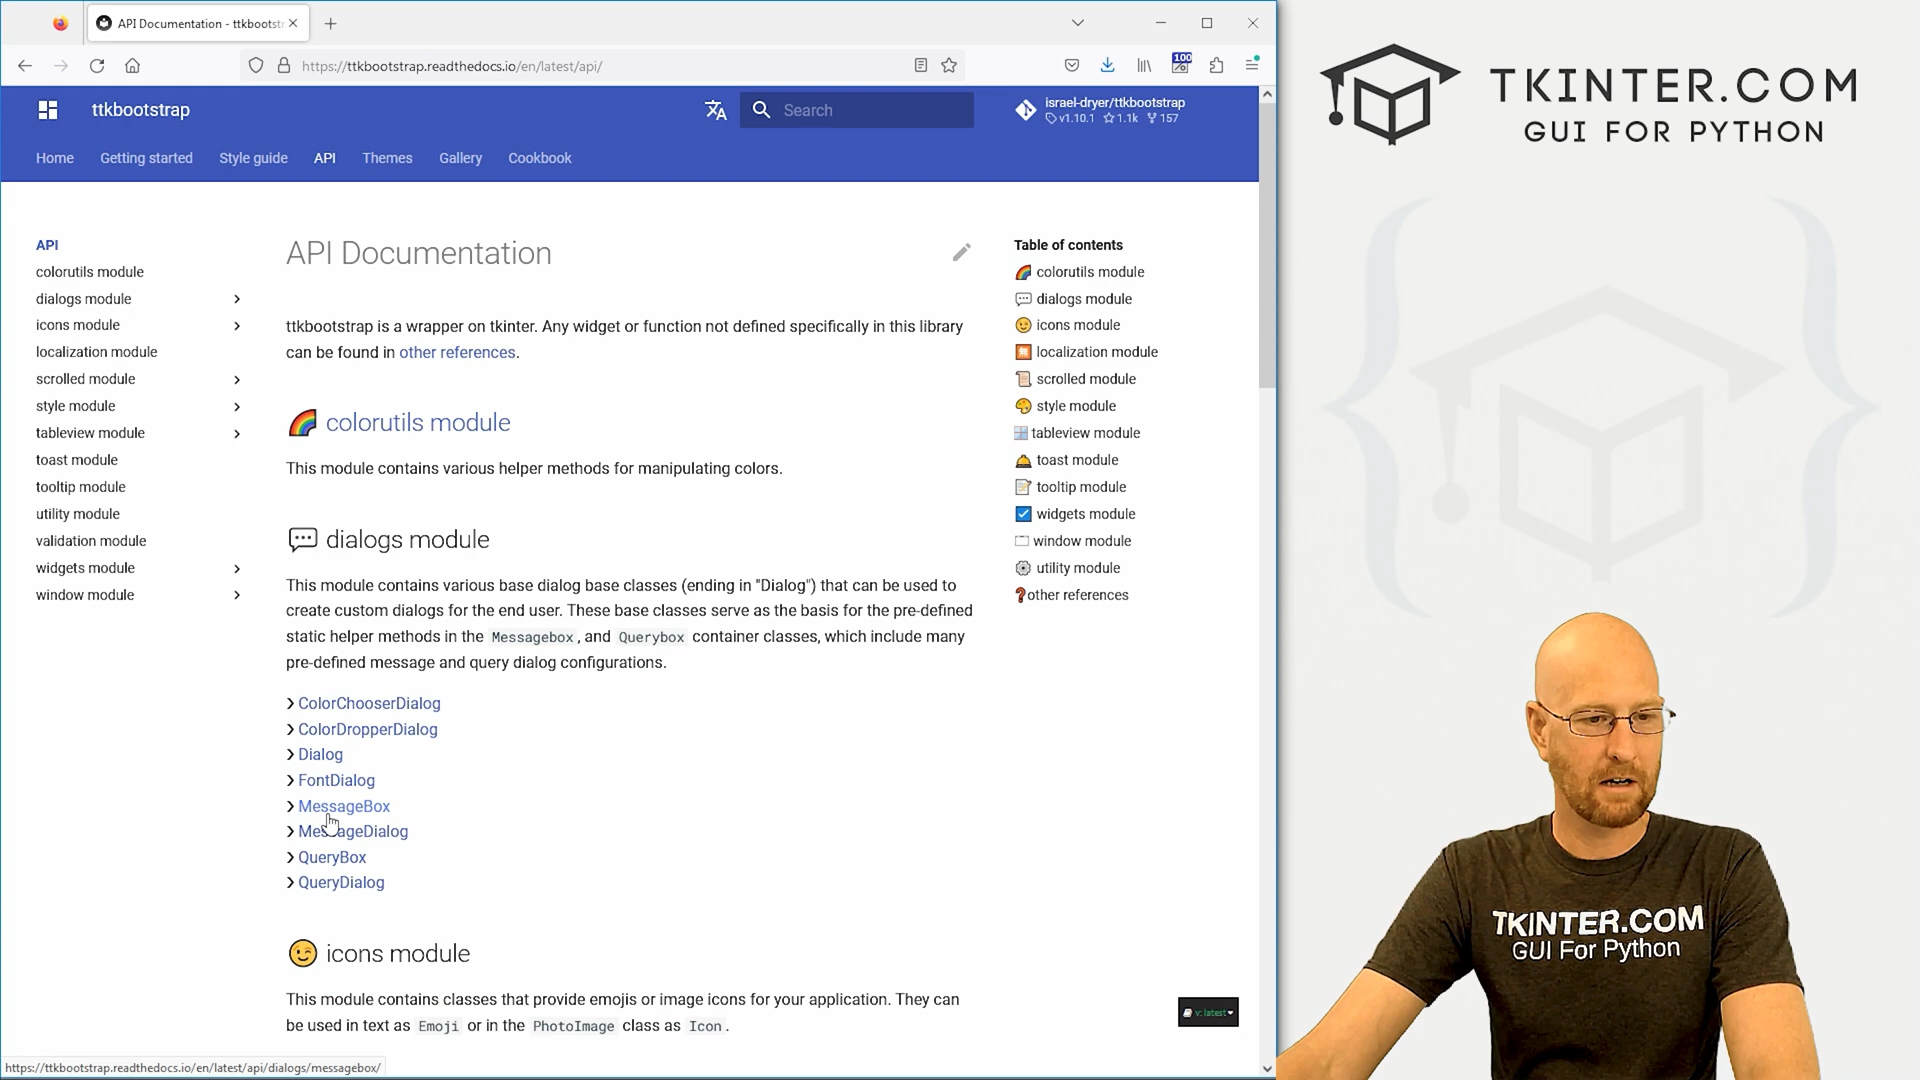 API Documentation - ttkbootst
https://ttkbootstrap.readthedocs.io/en/latest/api/
100
ttkbootstrap
Search
israel-dryer/ttkbootstrap
v1.10.1 1.1k 157
Home Getting started Style guide API Themes Gallery Cookbook
API
colorutils module
dialogs module
icons module
localization module
scrolled module
style module
tableview module
toast module
tooltip module
utility module
validation module
widgets module
window module
API Documentation
ttkbootstrap is a wrapper on tkinter. Any widget or function not defined specifically in this library
can be found in other references.
colorutils module
This module contains various helper methods for manipulating colors.
dialogs module
This module contains various base dialog base classes (ending in "Dialog") that can be used to
create custom dialogs for the end user. These base classes serve as the basis for the pre-defined
static helper methods in the Messagebox, and Querybox container classes, which include many
pre-defined message and query dialog configurations.
ColorChooserDialog
ColorDropperDialog
Dialog
FontDialog
MessageBox
MessageDialog
QueryBox
QueryDialog
icons module
This module contains classes that provide emojis or image icons for your application. They can
be used in text as Emoji or in the PhotoImage class as Icon.
Table of contents
colorutils module
dialogs module
icons module
localization module
scrolled module
style module
tableview module
toast module
tooltip module
widgets module
window module
utility module
other references
v: latest
https://ttkbootstrap.readthedocs.io/en/latest/api/dialogs/messagebox/
TKINTER.COM
GUI FOR PYTHON
TKINTER.COM
GUI For Python